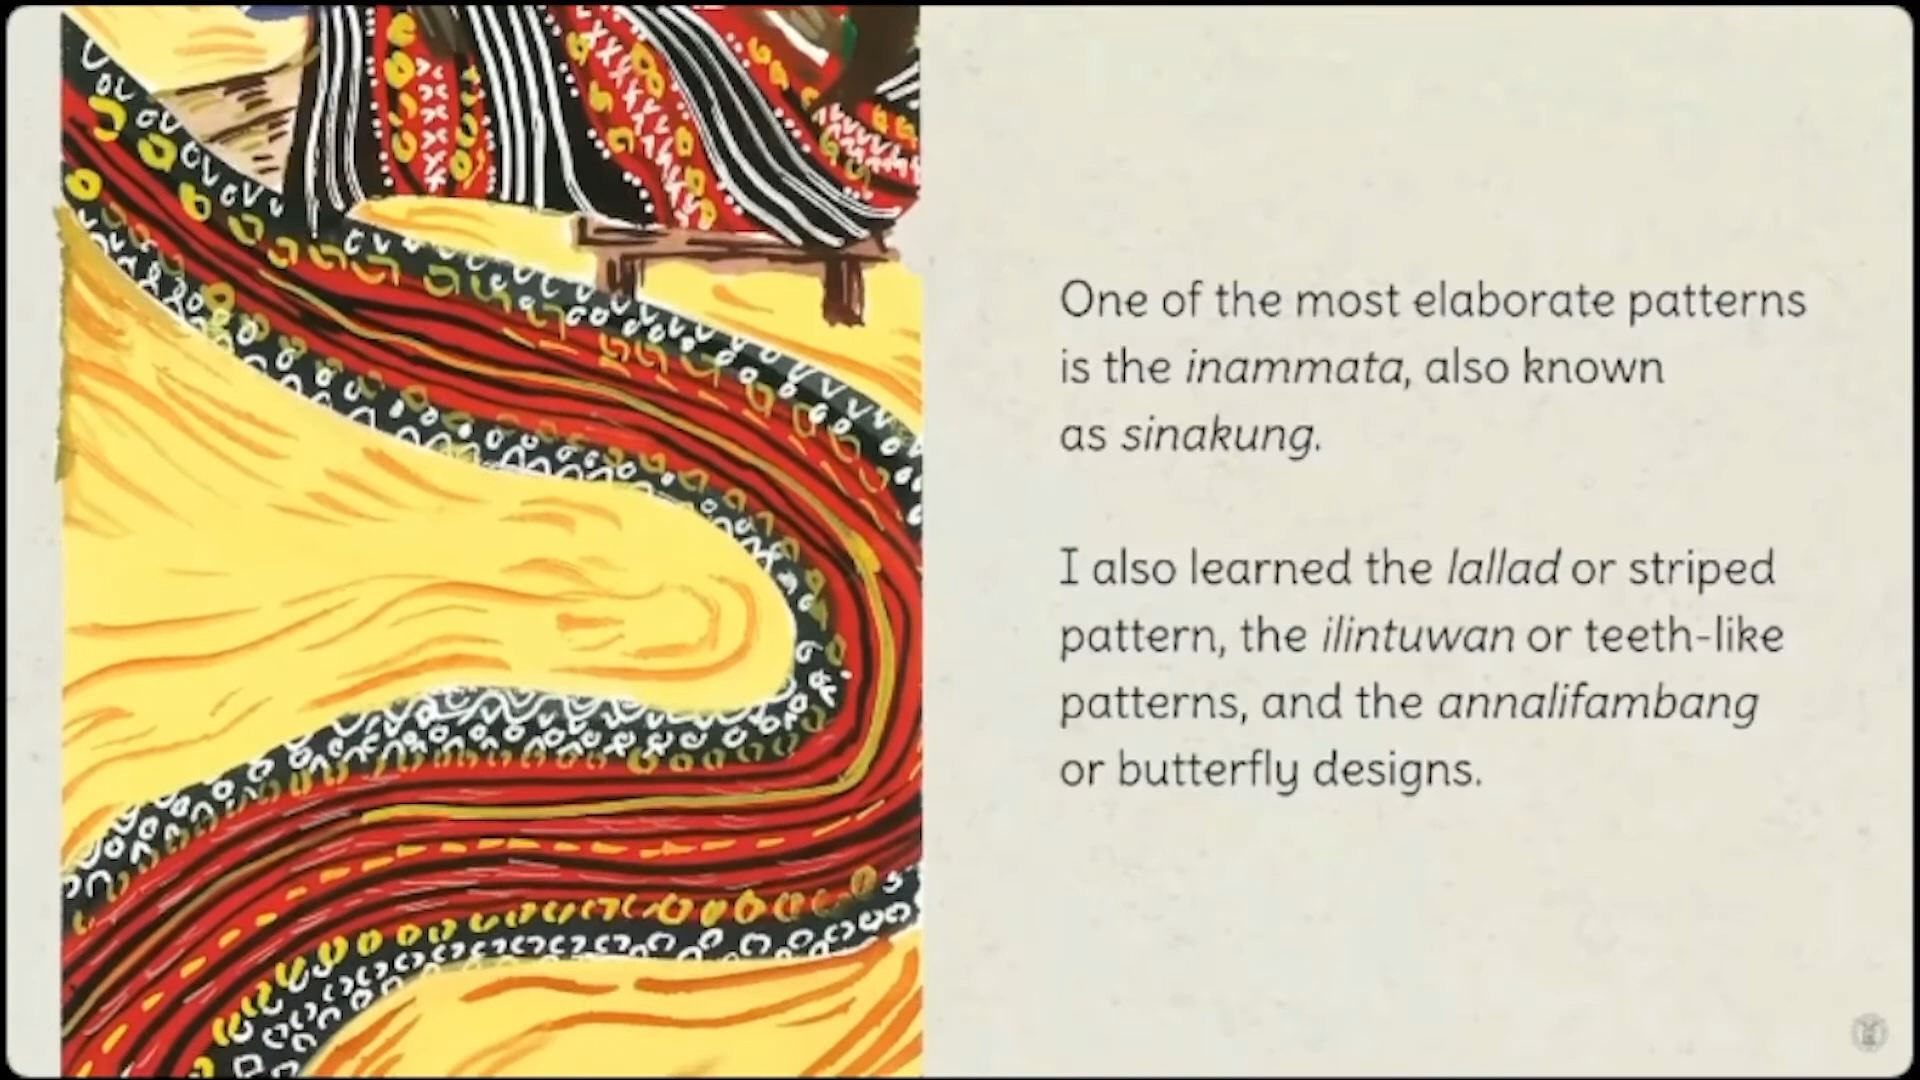 One of the most elaborate patterns
is the inammata, also known
as sinakung.
I also learned the lallad or striped
pattern, the ilintuwan or teeth-like
patterns, and the annalifambang
or butterfly designs.